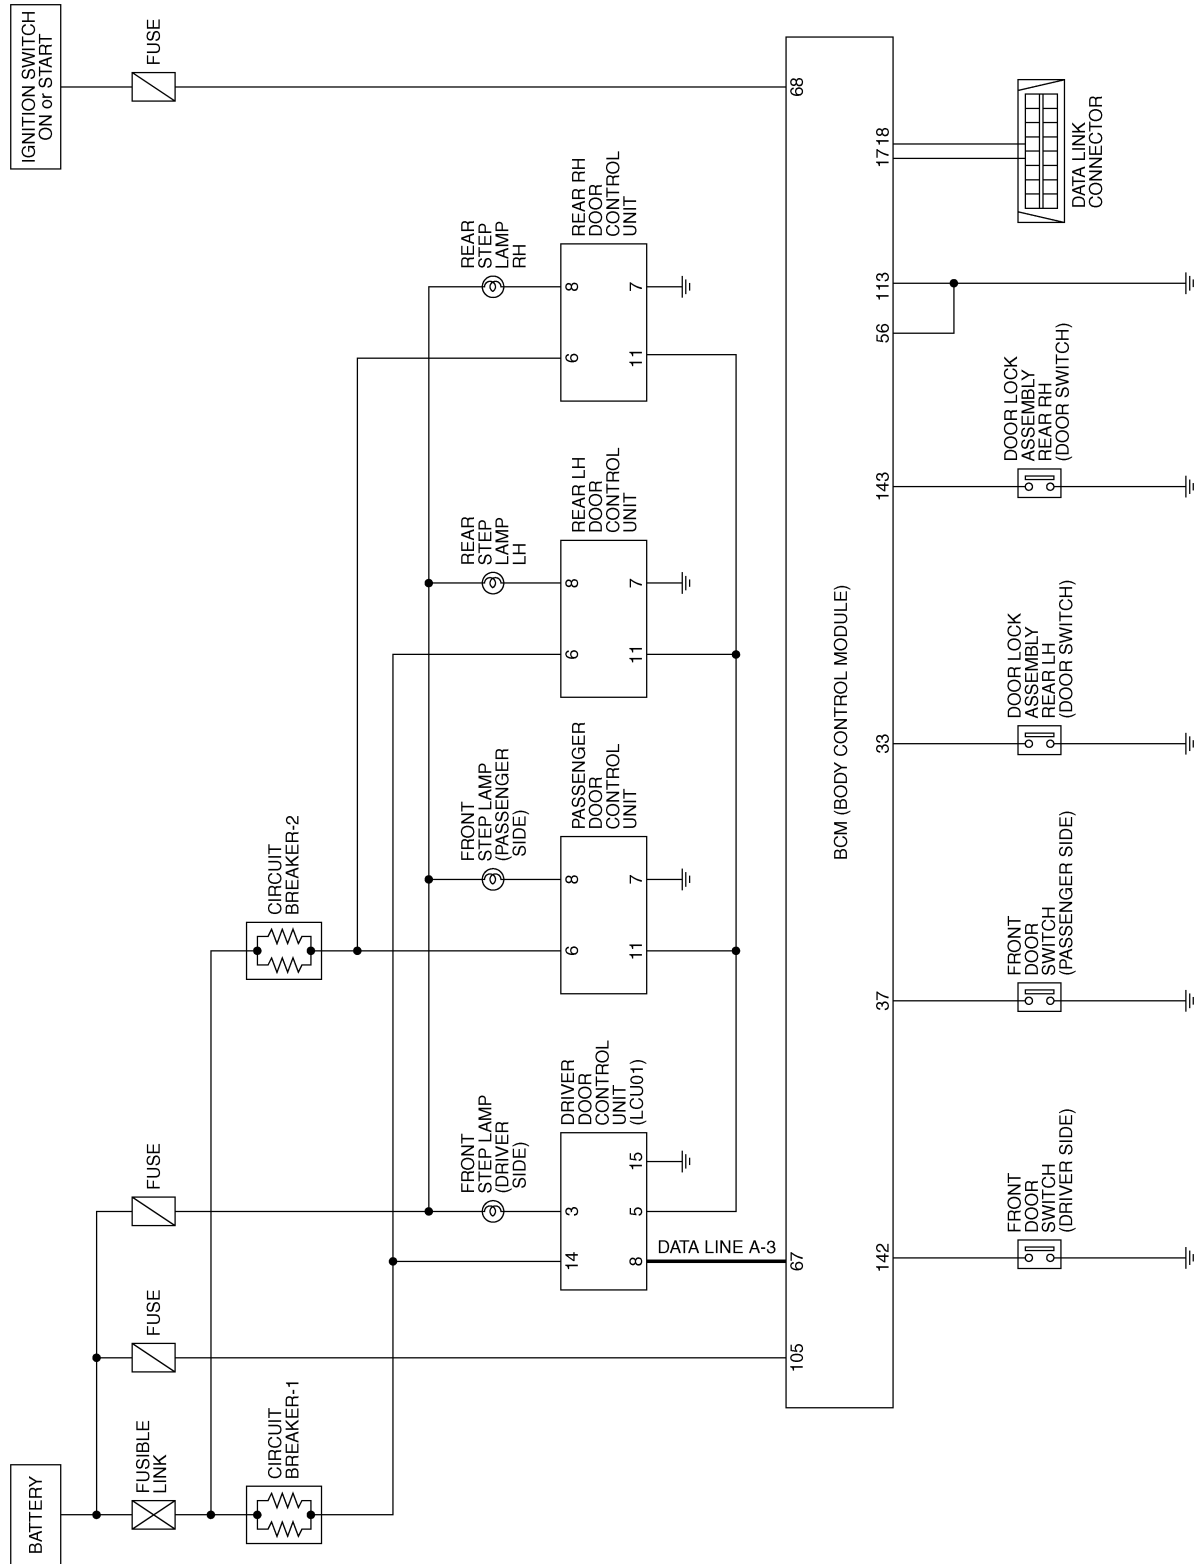 BATTERY
IGNITION SWITCH
ON or START
FUSIBLE
LINK
FUSE
FUSE
FUSE
CIRCUIT
BREAKER-1
CIRCUIT
BREAKER-2
FRONT
STEP LAMP
(DRIVER
SIDE)
FRONT
STEP LAMP
(PASSENGER
SIDE)
REAR
STEP
LAMP
LH
REAR
STEP
LAMP
RH
14
3
8
5
15
DRIVER
DOOR
CONTROL
UNIT
(LCU01)
6
8
11
7
PASSENGER
DOOR
CONTROL
UNIT
6
8
11
7
REAR LH
DOOR
CONTROL
UNIT
6
8
11
7
REAR RH
DOOR
CONTROL
UNIT
DATA LINE A-3
105
67
68
BCM (BODY CONTROL MODULE)
142
37
33
143
56
113
17
18
FRONT
DOOR
SWITCH
(DRIVER SIDE)
FRONT
DOOR
SWITCH
(PASSENGER SIDE)
DOOR LOCK
ASSEMBLY
REAR LH
(DOOR SWITCH)
DOOR LOCK
ASSEMBLY
REAR RH
(DOOR SWITCH)
DATA LINK
CONNECTOR